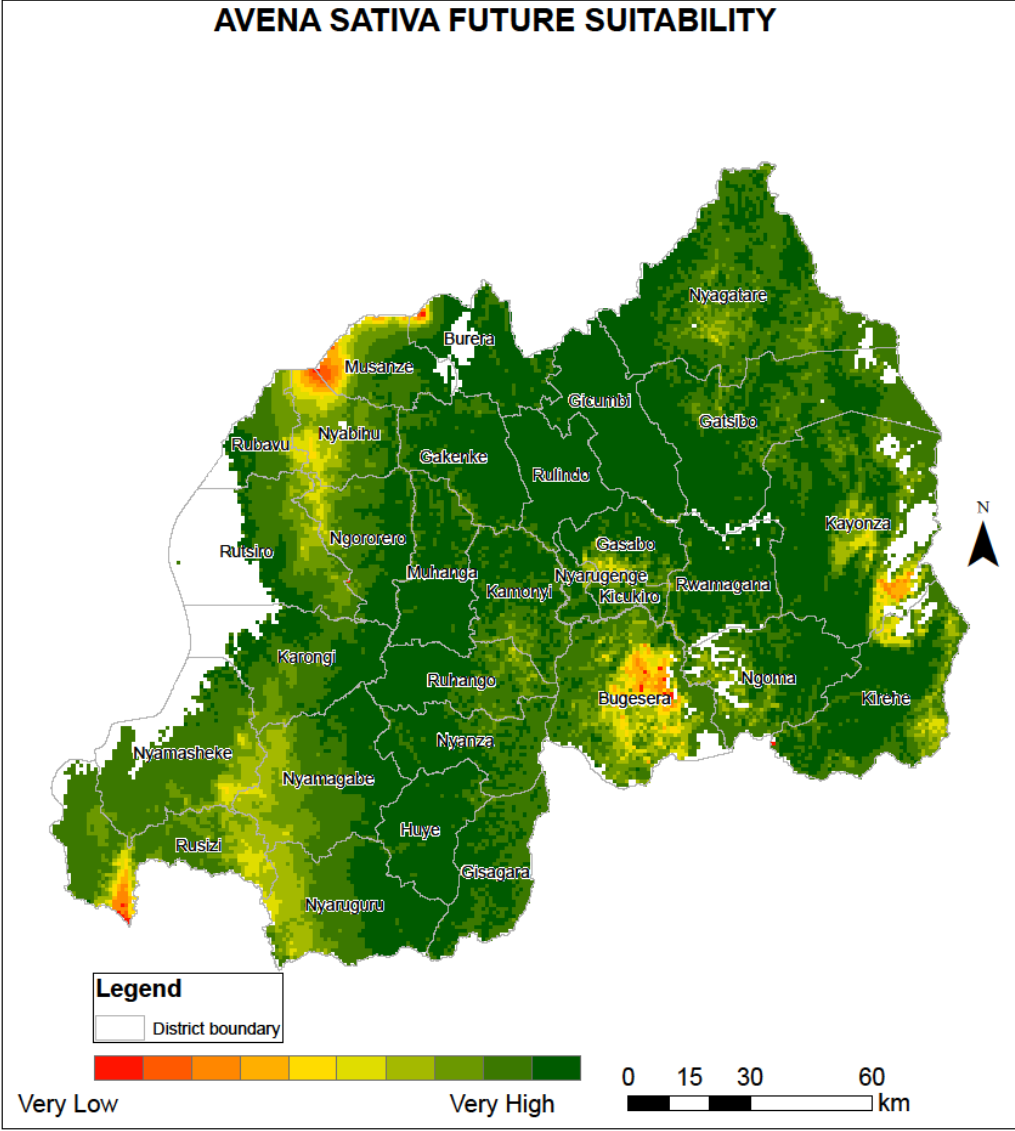 AVENA SATIVA FUTURE SUITABILITY
Nyagatare
Burera
Musanze
Gicumbi
Gatsibo
Nyabihu
Rubavu
Gakenke
Rulindo
N
Kayonza
Ngororero
Gasabo
Rutsiro
Muhanga
Nyarugenge
Rwamagana
Kamonyi
Kicukiro
Karongi
Ruhango
Ngoma
Bugesera
Kirehe
Nyanza
Nyamasheke
Nyamagabe
Huye
Rusizi
Gisagara
Nyaruguru
Legend
District boundary
0 15 30 60
km
Very Low
Very High